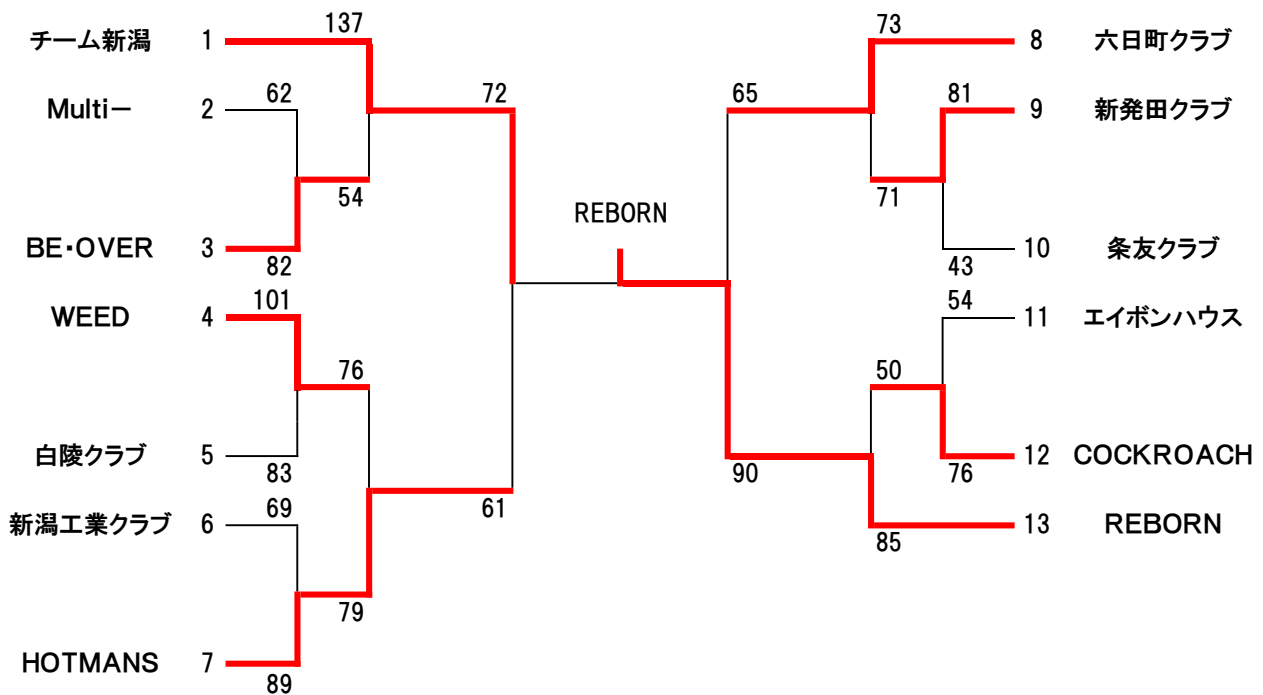 137
チーム新潟 1
62
Multi－ 2
54
BE・OVER 3
82
101
WEED 4
76
白陵クラブ 5
83
69
新潟工業クラブ 6
79
HOTMANS 7
89
72
61
REBORN
65
90
73
8 六日町クラブ
81
9 新発田クラブ
71
10 条友クラブ
43
54
11 エイボンハウス
50
12 COCKROACH
76
13 REBORN
85